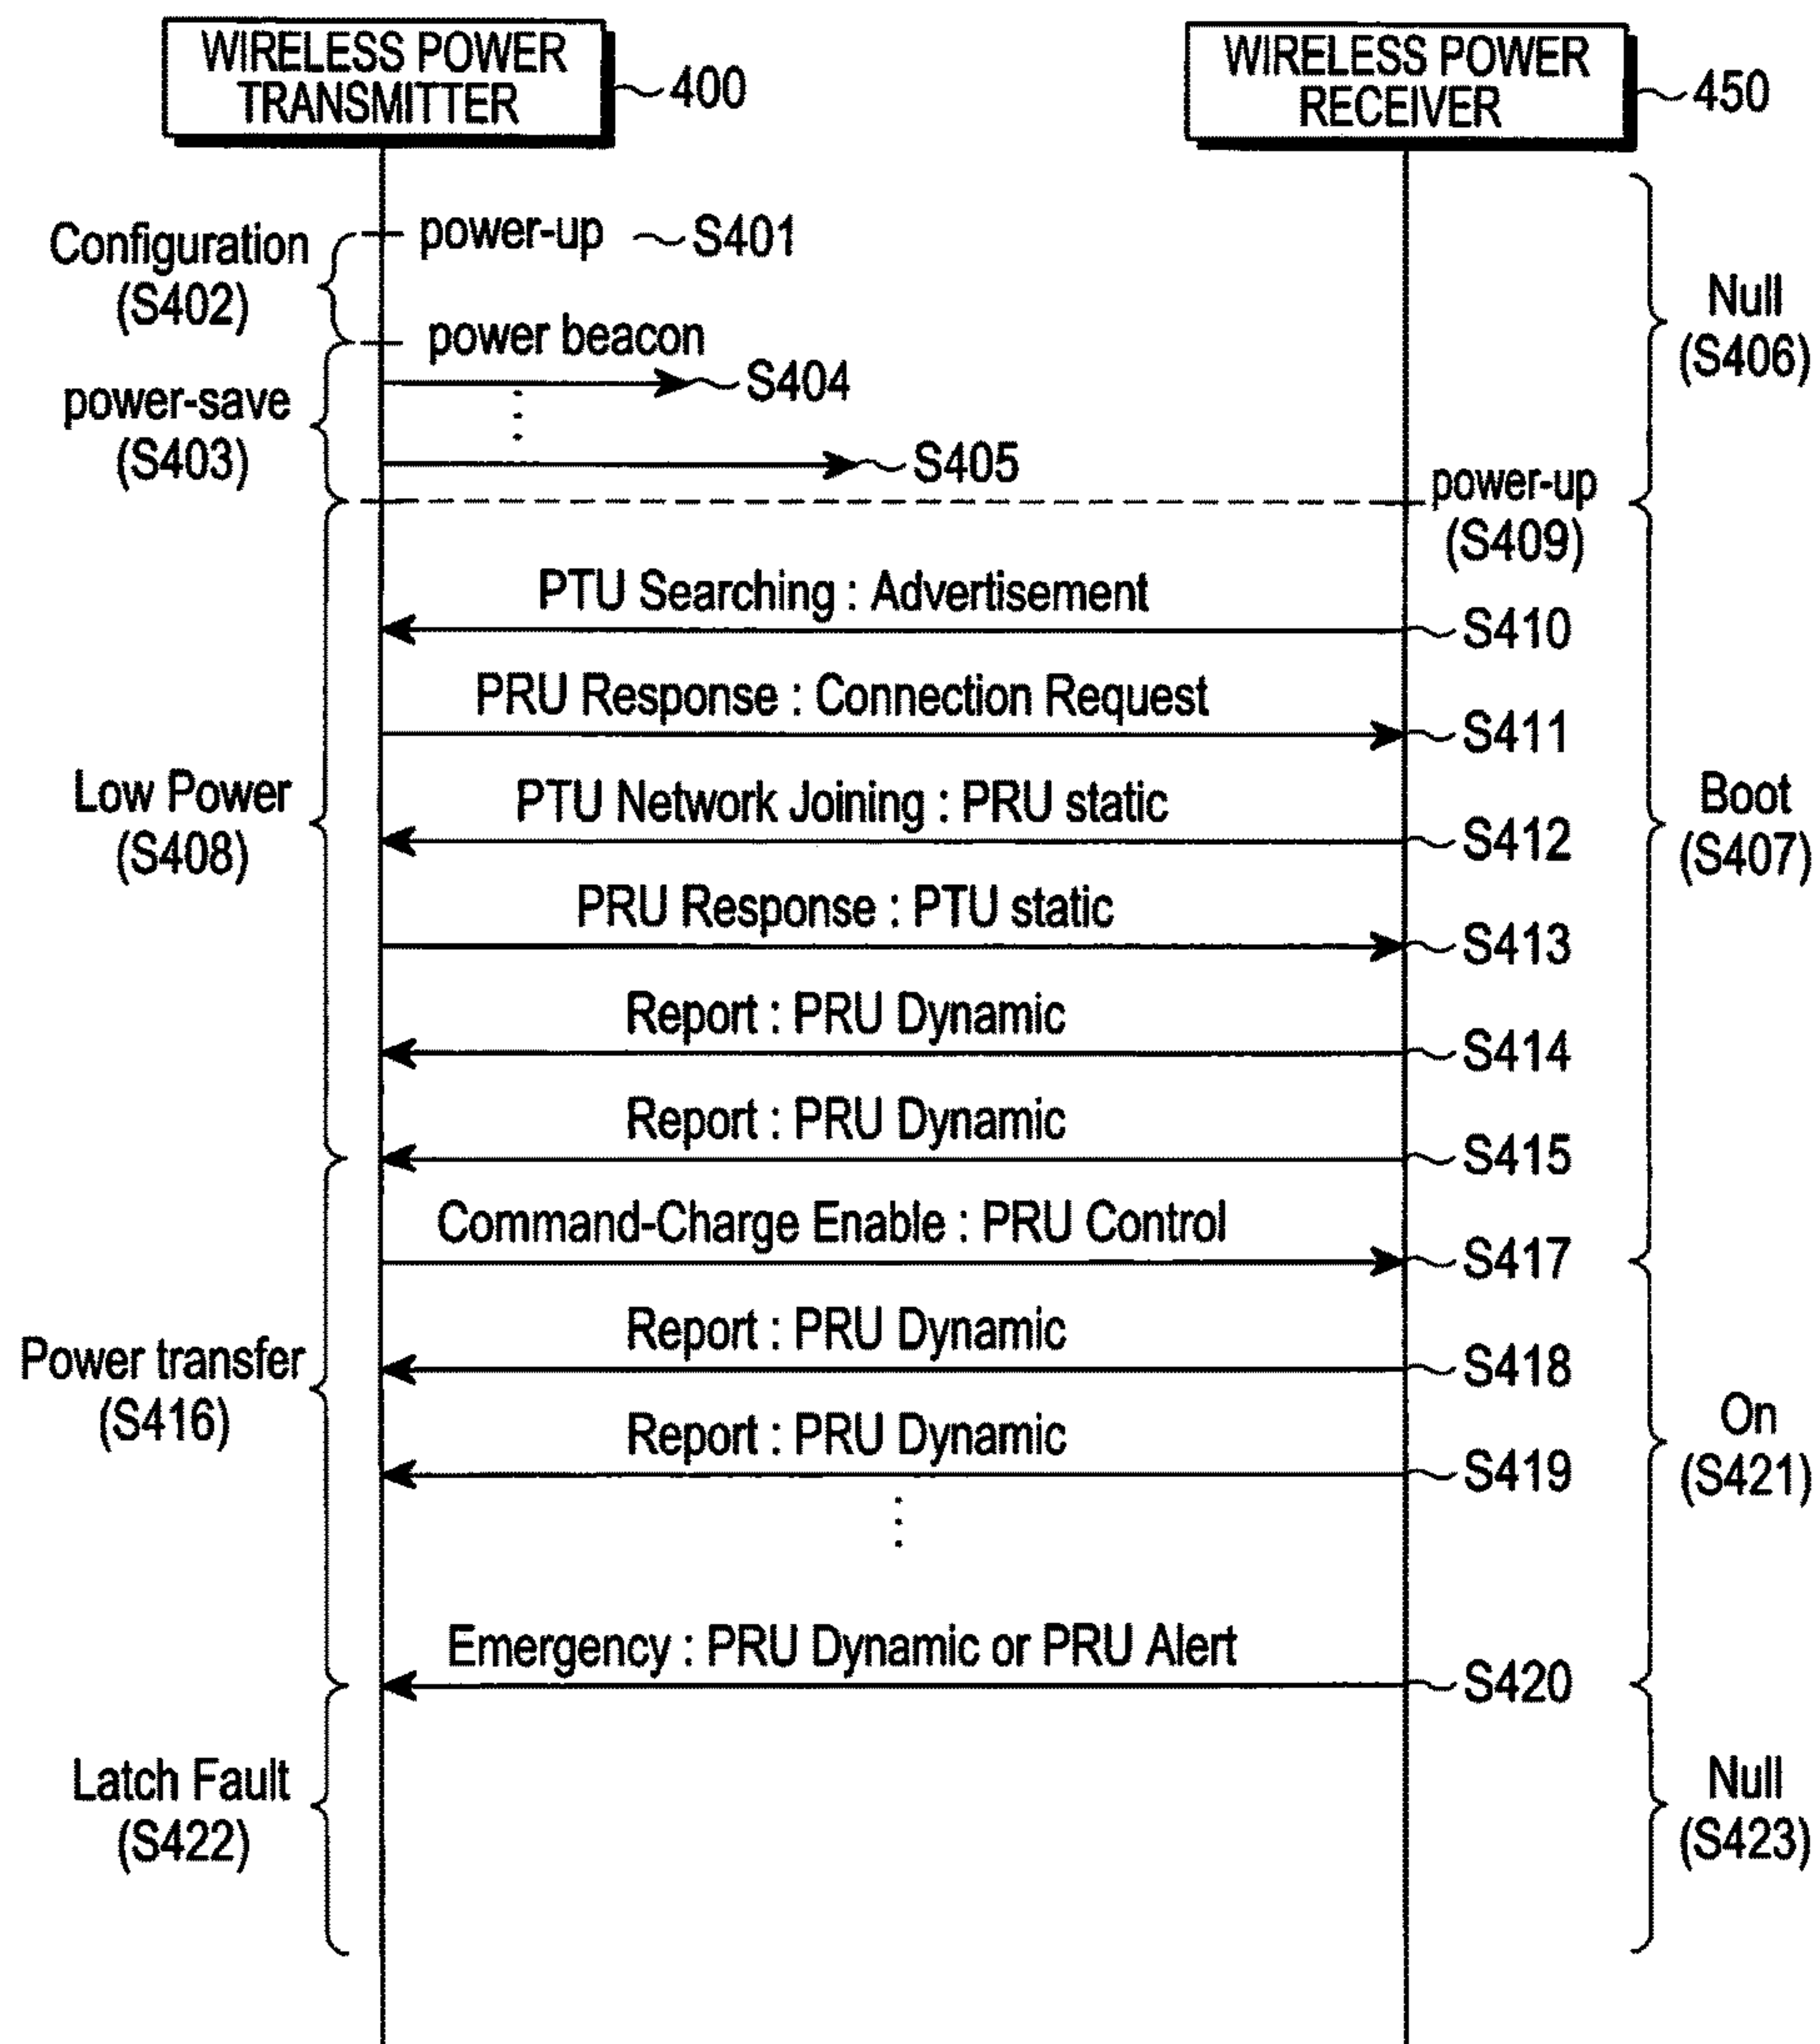 WIRELESS POWER
TRANSMITTER
400
WIRELESS POWER
RECEIVER
450
Configuration
(S402)
power-up
S401
Null
(S406)
power beacon
S404
power-save
(S403)
S405
power-up
(S409)
PTU Searching : Advertisement
S410
PRU Response : Connection Request
S411
Low Power
(S408)
PTU Network Joining : PRU static
S412
Boot
(S407)
PRU Response : PTU static
S413
Report : PRU Dynamic
S414
Report : PRU Dynamic
S415
Command-Charge Enable : PRU Control
S417
Report : PRU Dynamic
S418
Power transfer
(S416)
Report : PRU Dynamic
S419
On
(S421)
Emergency : PRU Dynamic or PRU Alert
S420
Latch Fault
(S422)
Null
(S423)